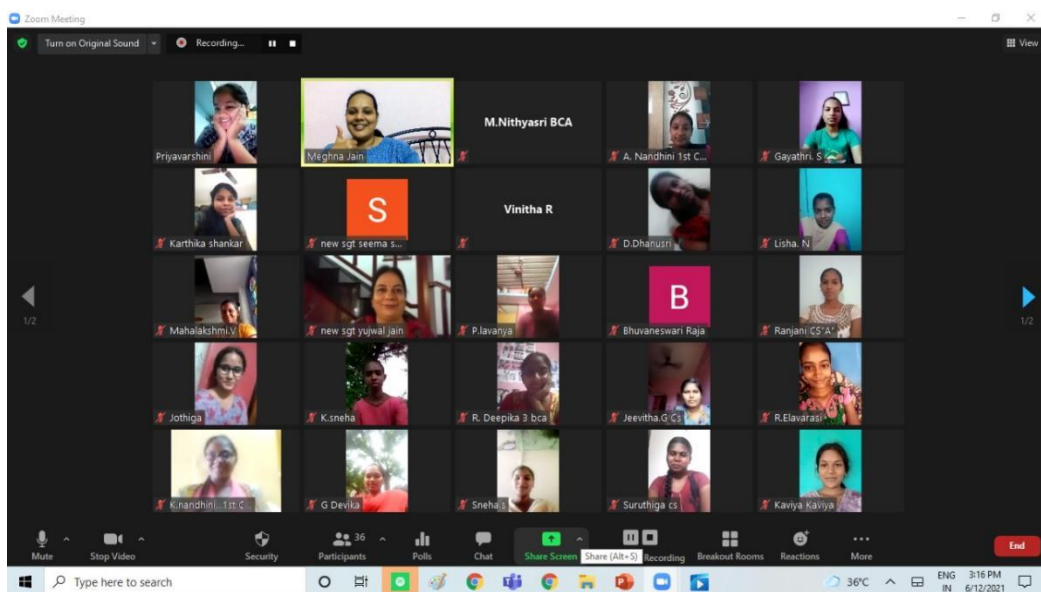 Zoom Meeting
Turn on Original Sound
Recording...
View
Priyavarshini
Meghna Jain
M.Nithyasri BCA
A. Nandhini 1st C...
Gayathri. S
Karthika shankar
S
new sgt seema s...
Vinitha R
D.Dhanusri
Lisha. N
1/2
Mahalakshmi.V
new sgt yujwal jain
P.lavanya
B
Bhuvaneswari Raja
Ranjani CS"A"
1/2
Jothiga
K.sneha
R. Deepika 3 bca
Jeevitha.G Cs
R.Elavarasi
K.nandhini...1st C...
G Devika
Sneha s
Suruthiga cs
Kaviya Kaviya
36
Mute
Stop Video
Security
Participants
Polls
Chat
Share Screen
Share (Alt+S)
Recording
Breakout Rooms
Reactions
More
End
Type here to search
36°C
ENG
IN
3:16 PM
6/12/2021